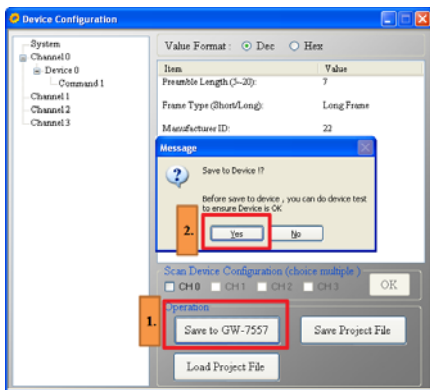 Device Configuration
System
Channel 0
Device 0
Command 1
Channel 1
Channel 2
Channel 3
Value Format : Dec Hex
Item Value
Preamble Length (5~20): 7
Frame Type (Short/Long): Long Frame
Manufacturer ID: 22
Message
Save to Device !?
Before save to device , you can do device test
to ensure Device is OK
2.
Yes No
Scan Device Configuration (choice multiple )
CH 0 CH 1 CH 2 CH 3 OK
Operation
1.
Save to GW-7557 Save Project File
Load Project File